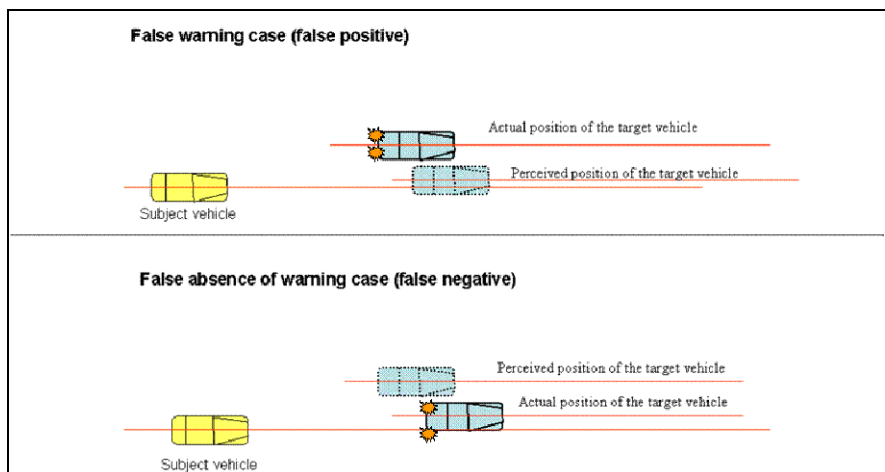 False warning case (false positive)
Actual position of the target vehicle
Perceived position of the target vehicle
Subject vehicle
False absence of warning case (false negative)
Perceived position of the target vehicle
Actual position of the target vehicle
Subject vehicle